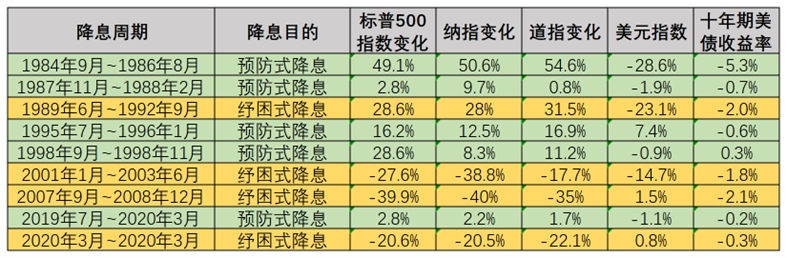 降息周期 降息目的 标普500指数变化 纳指变化 道指变化 美元指数 十年期美债收益率
1984年9月~1986年8月 预防式降息 49.1% 50.6% 54.6% -28.6% -5.3%
1987年11月~1988年2月 预防式降息 2.8% 9.7% 0.8% -1.9% -0.7%
1989年6月~1992年9月 纾困式降息 28.6% 28% 31.5% -23.1% -2.0%
1995年7月~1996年1月 预防式降息 16.2% 12.5% 16.9% 7.4% -0.6%
1998年9月~1998年11月 预防式降息 28.6% 8.3% 11.2% -0.9% 0.3%
2001年1月~2003年6月 纾困式降息 -27.6% -38.8% -17.7% -14.7% -1.8%
2007年9月~2008年12月 纾困式降息 -39.9% -40% -35% 1.5% -2.1%
2019年7月~2020年3月 预防式降息 2.8% 2.2% 1.7% -1.1% -0.2%
2020年3月~2020年3月 纾困式降息 -20.6% -20.5% -22.1% 0.8% -0.3%